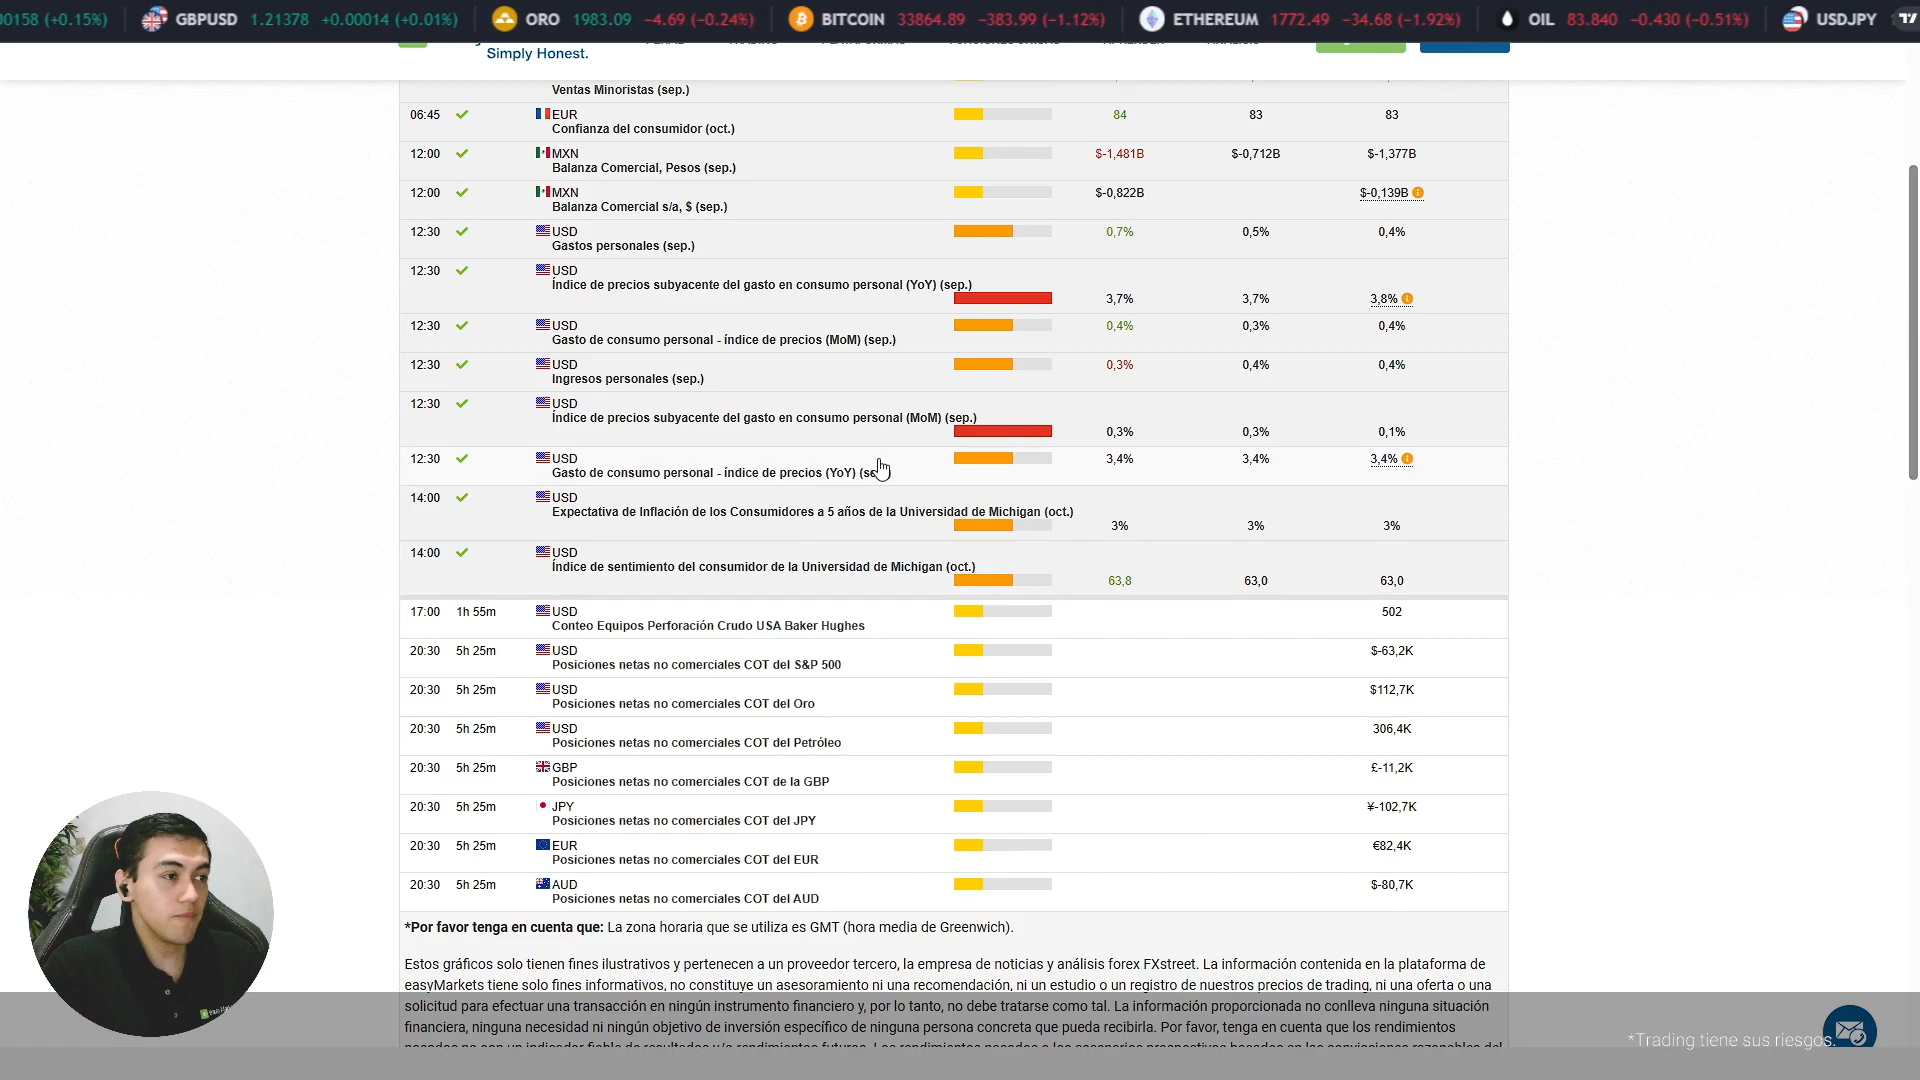 00158 (+0.15%) GBPUSD 1.21378 +0.00014 (+0.01%) ORO 1983.09 −4.69 (−0.24%) BITCOIN 33864.89 −383.99 (−1.12%) ETHEREUM 1772.49 −34.68 (−1.92%) OIL 83.840 −0.430 (−0.51%) USDJPY
Simply Honest.
Ventas Minoristas (sep.)
06:45 EUR 84 83 83
Confianza del consumidor (oct.)
12:00 MXN $-1,481B $-0,712B $-1,377B
Balanza Comercial, Pesos (sep.)
12:00 MXN $-0,822B $-0,139B
Balanza Comercial s/a, $ (sep.)
12:30 USD 0,7% 0,5% 0,4%
Gastos personales (sep.)
12:30 USD
Índice de precios subyacente del gasto en consumo personal (YoY) (sep.)
3,7% 3,7% 3,8%
12:30 USD 0,4% 0,3% 0,4%
Gasto de consumo personal - índice de precios (MoM) (sep.)
12:30 USD 0,3% 0,4% 0,4%
Ingresos personales (sep.)
12:30 USD
Índice de precios subyacente del gasto en consumo personal (MoM) (sep.)
0,3% 0,3% 0,1%
12:30 USD 3,4% 3,4% 3,4%
Gasto de consumo personal - índice de precios (YoY)
14:00 USD
Expectativa de Inflación de los Consumidores a 5 años de la Universidad de Michigan (oct.)
3% 3% 3%
14:00 USD
Índice de sentimiento del consumidor de la Universidad de Michigan (oct.)
63,8 63,0 63,0
17:00 1h 55m USD 502
Conteo Equipos Perforación Crudo USA Baker Hughes
20:30 5h 25m USD $-63,2K
Posiciones netas no comerciales COT del S&P 500
20:30 5h 25m USD $112,7K
Posiciones netas no comerciales COT del Oro
20:30 5h 25m USD 306,4K
Posiciones netas no comerciales COT del Petróleo
20:30 5h 25m GBP £-11,2K
Posiciones netas no comerciales COT de la GBP
20:30 5h 25m JPY ¥-102,7K
Posiciones netas no comerciales COT del JPY
20:30 5h 25m EUR €82,4K
Posiciones netas no comerciales COT del EUR
20:30 5h 25m AUD $-80,7K
Posiciones netas no comerciales COT del AUD
*Por favor tenga en cuenta que: La zona horaria que se utiliza es GMT (hora media de Greenwich).
Estos gráficos solo tienen fines ilustrativos y pertenecen a un proveedor tercero, la empresa de noticias y análisis forex FXstreet. La información contenida en la plataforma de
easyMarkets tiene solo fines informativos, no constituye un asesoramiento ni una recomendación, ni un estudio o un registro de nuestros precios de trading, ni una oferta o una
solicitud para efectuar una transacción en ningún instrumento financiero y, por lo tanto, no debe tratarse como tal. La información proporcionada no conlleva ninguna situación
financiera, ninguna necesidad ni ningún objetivo de inversión específico de ninguna persona concreta que pueda recibirla. Por favor, tenga en cuenta que los rendimientos
*Trading tiene sus riesgos.